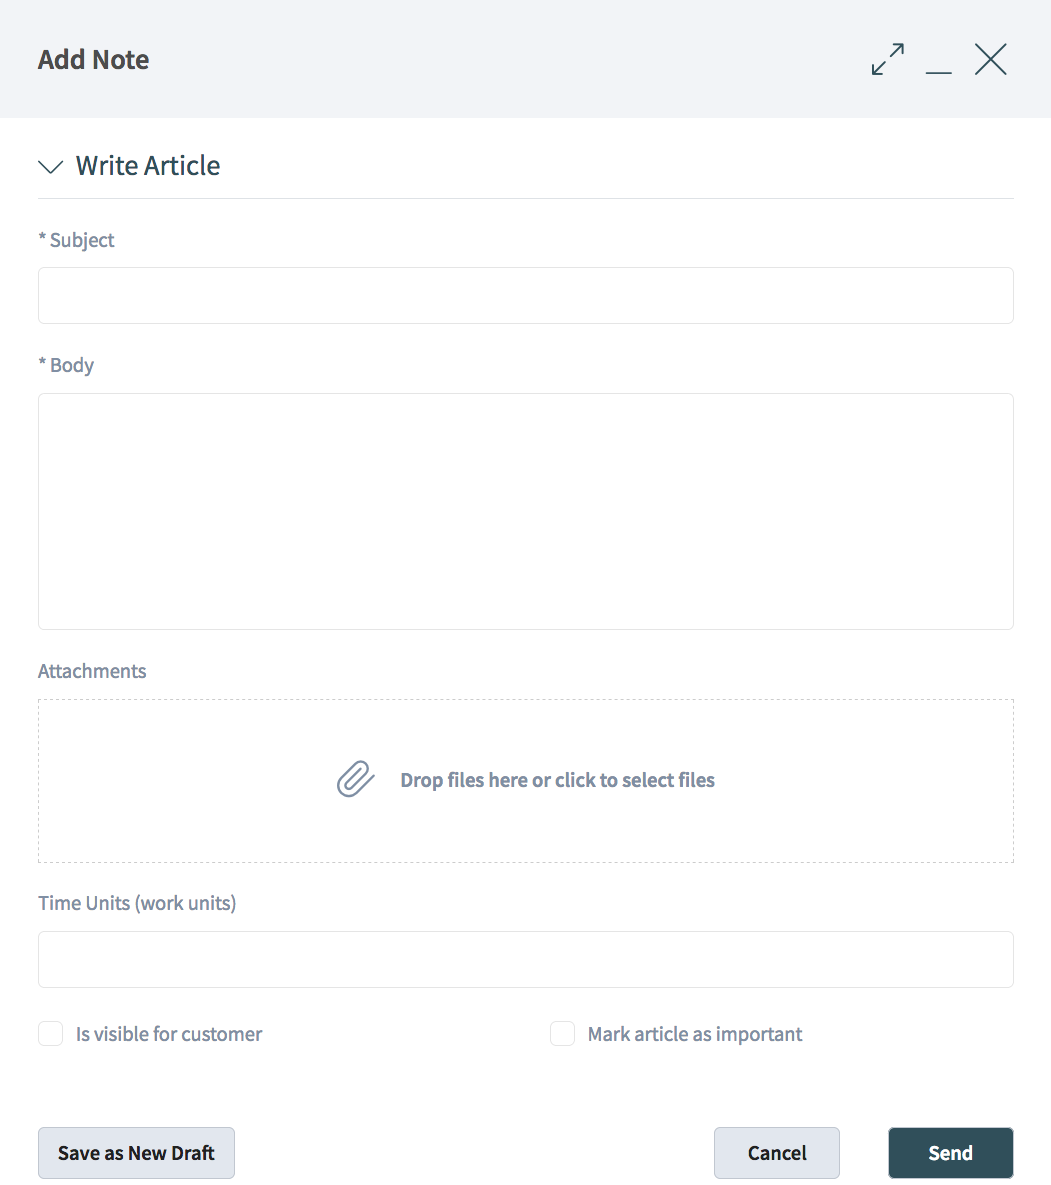 Add Note
Write Article
* Subject
* Body
Attachments
Drop files here or click to select files
Time Units (work units)
Is visible for customer
Mark article as important
Save as New Draft
Cancel
Send